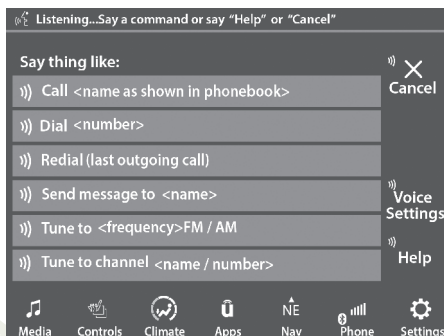 Listening...Say a command or say “Help” or “Cancel”
Say thing like:
Call <name as shown in phonebook>
Dial <number>
Redial (last outgoing call)
Send message to <name>
Tune to <frequency>FM / AM
Tune to channel <name / number>
Cancel
Voice
Settings
Help
û NE
Media Controls Climate Apps Nav Phone Settings